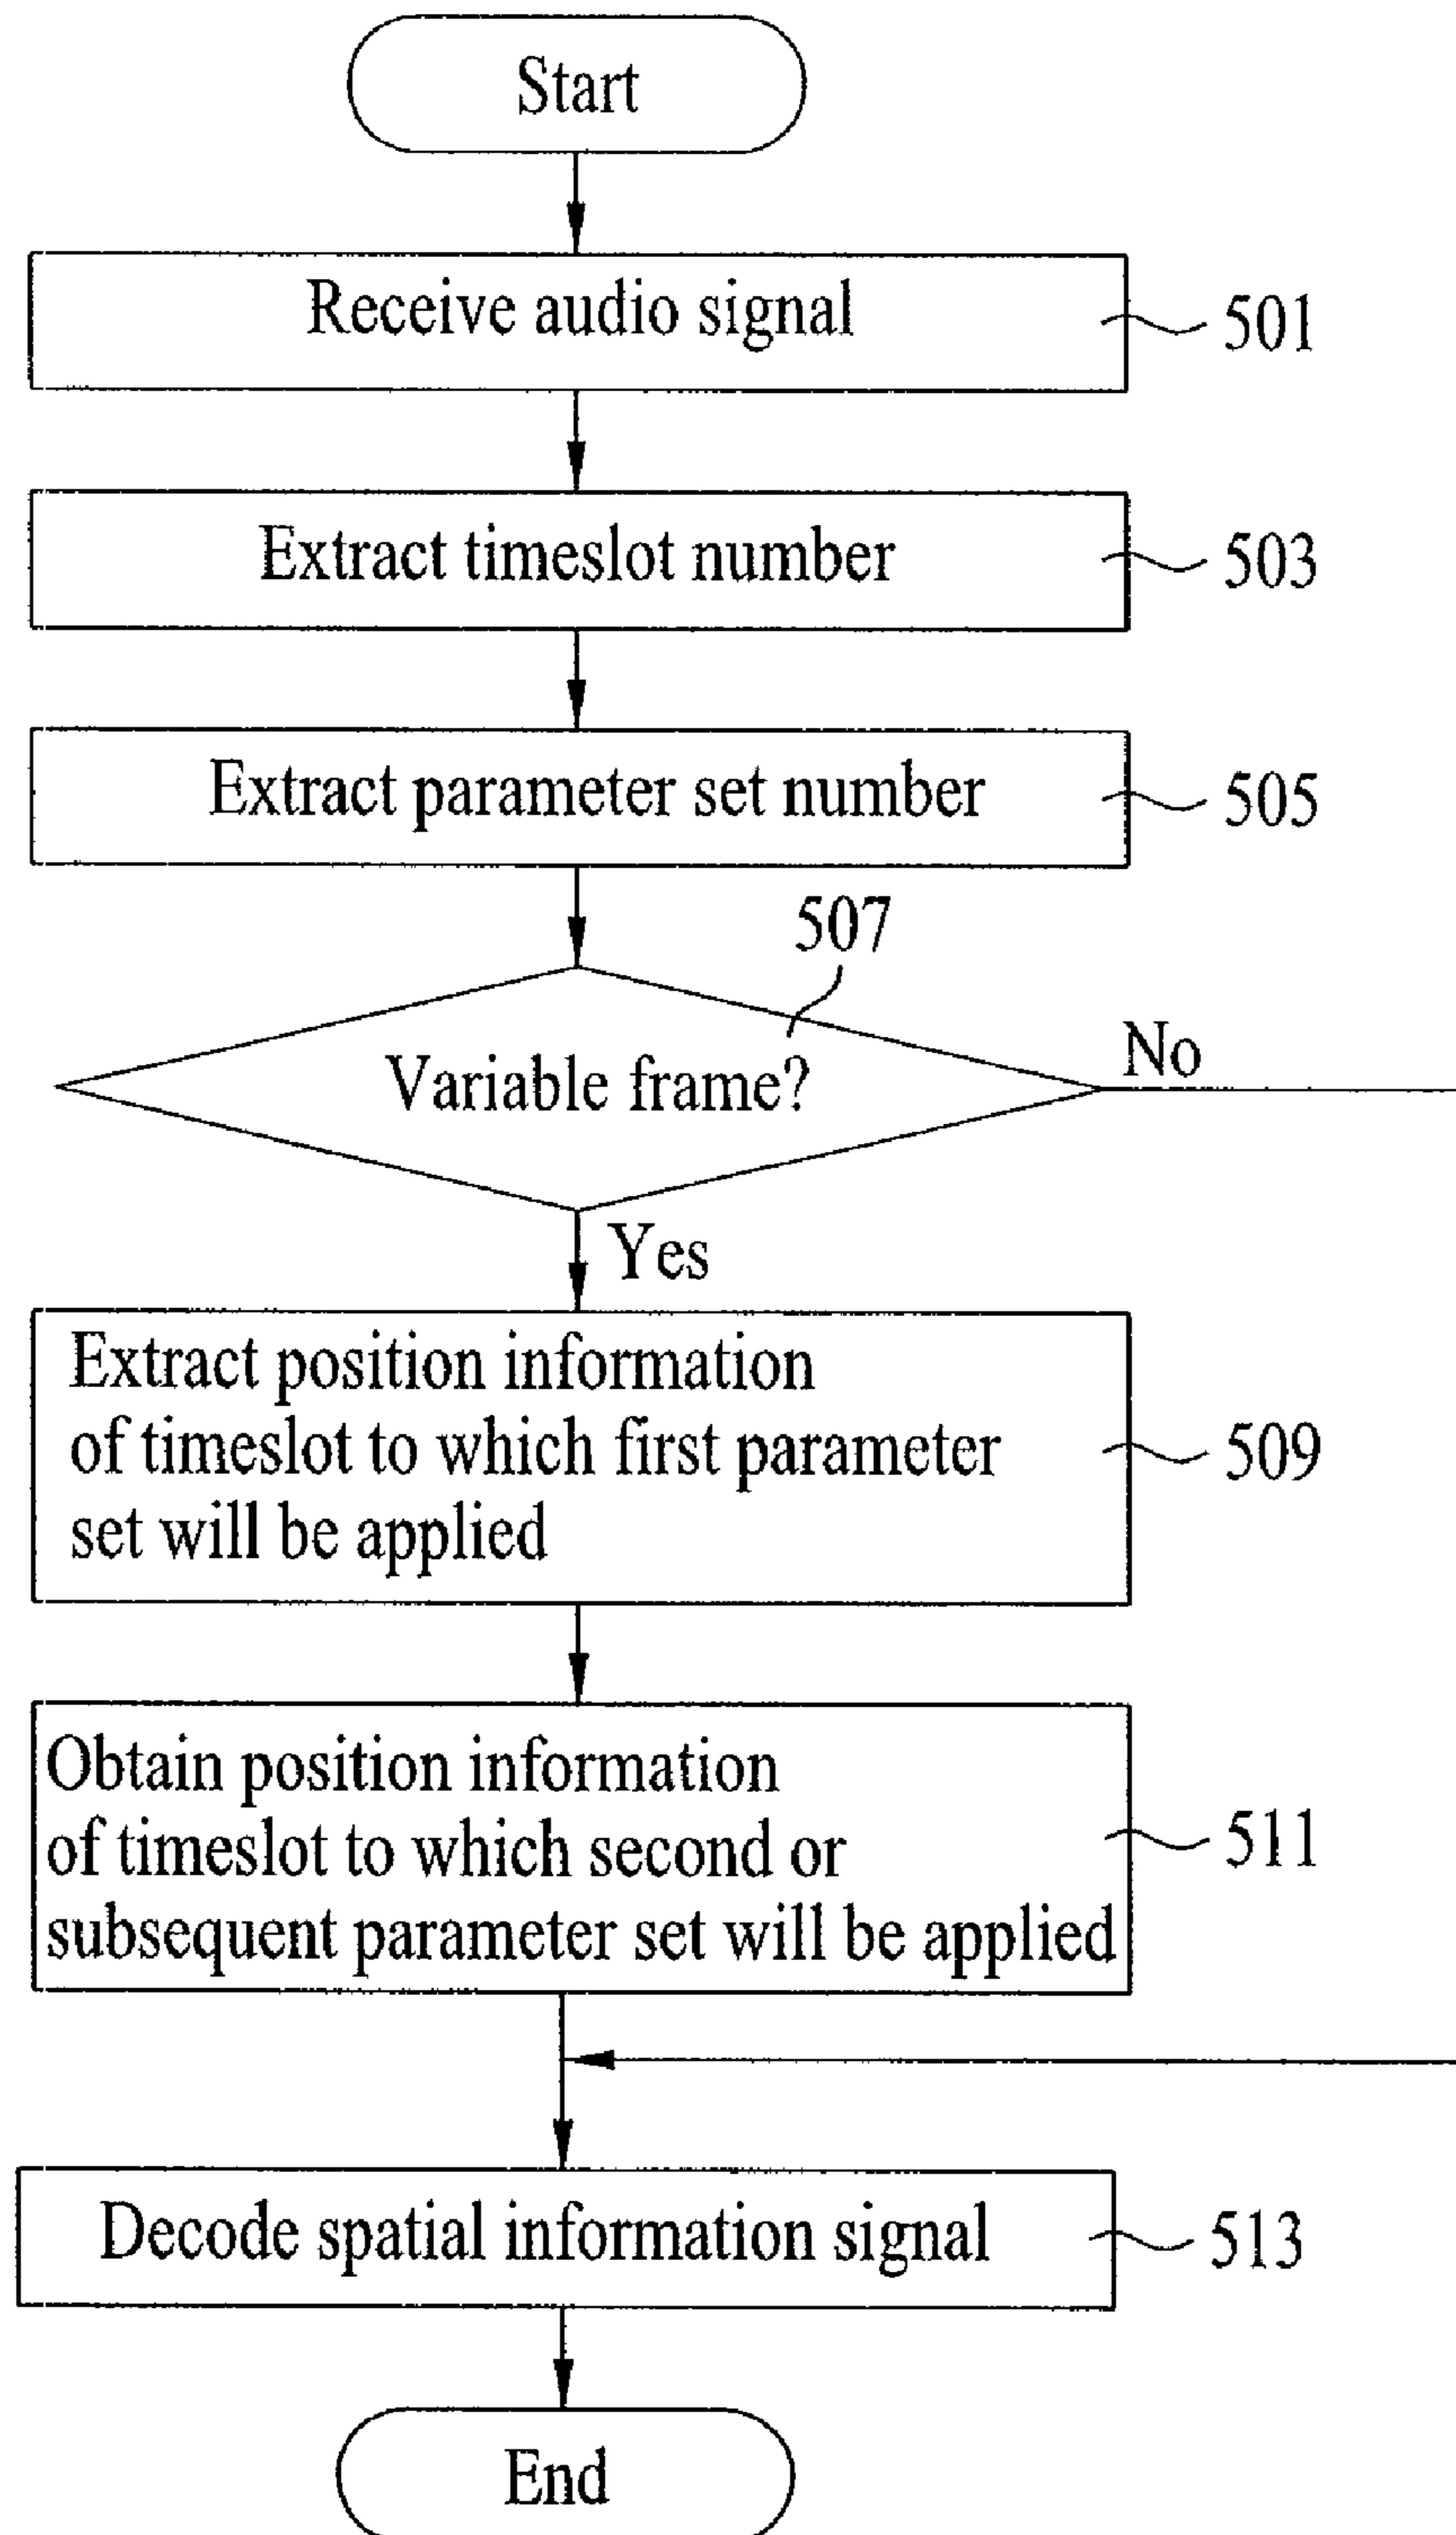 Start
Receive audio signal
501
Extract timeslot number
503
Extract parameter set number
505
507
Variable frame?
No
Yes
Extract position information
of timeslot to which first parameter
set will be applied
509
Obtain position information
of timeslot to which second or
subsequent parameter set will be applied
511
Decode spatial information signal
513
End